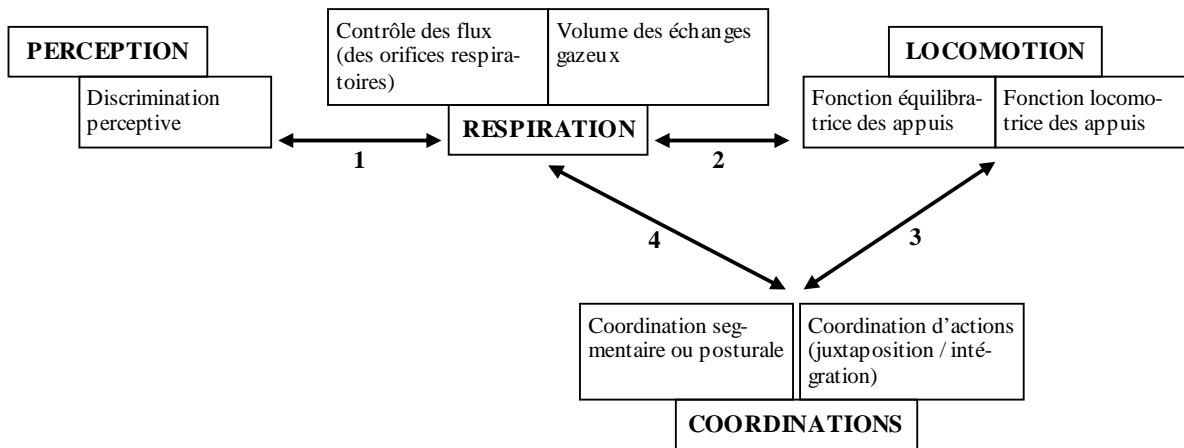 PERCEPTION
Discrimination
perceptive
Contrôle des flux
(des orifices respira-
toires)
Volume des échanges
gazeux
RESPIRATION
LOCOMOTION
Fonction équilibra-
trice des appuis
Fonction locomo-
trice des appuis
1
2
4
3
Coordination seg-
mentaire ou posturale
Coordination d'actions
(juxtaposition / inté-
gration)
COORDINATIONS